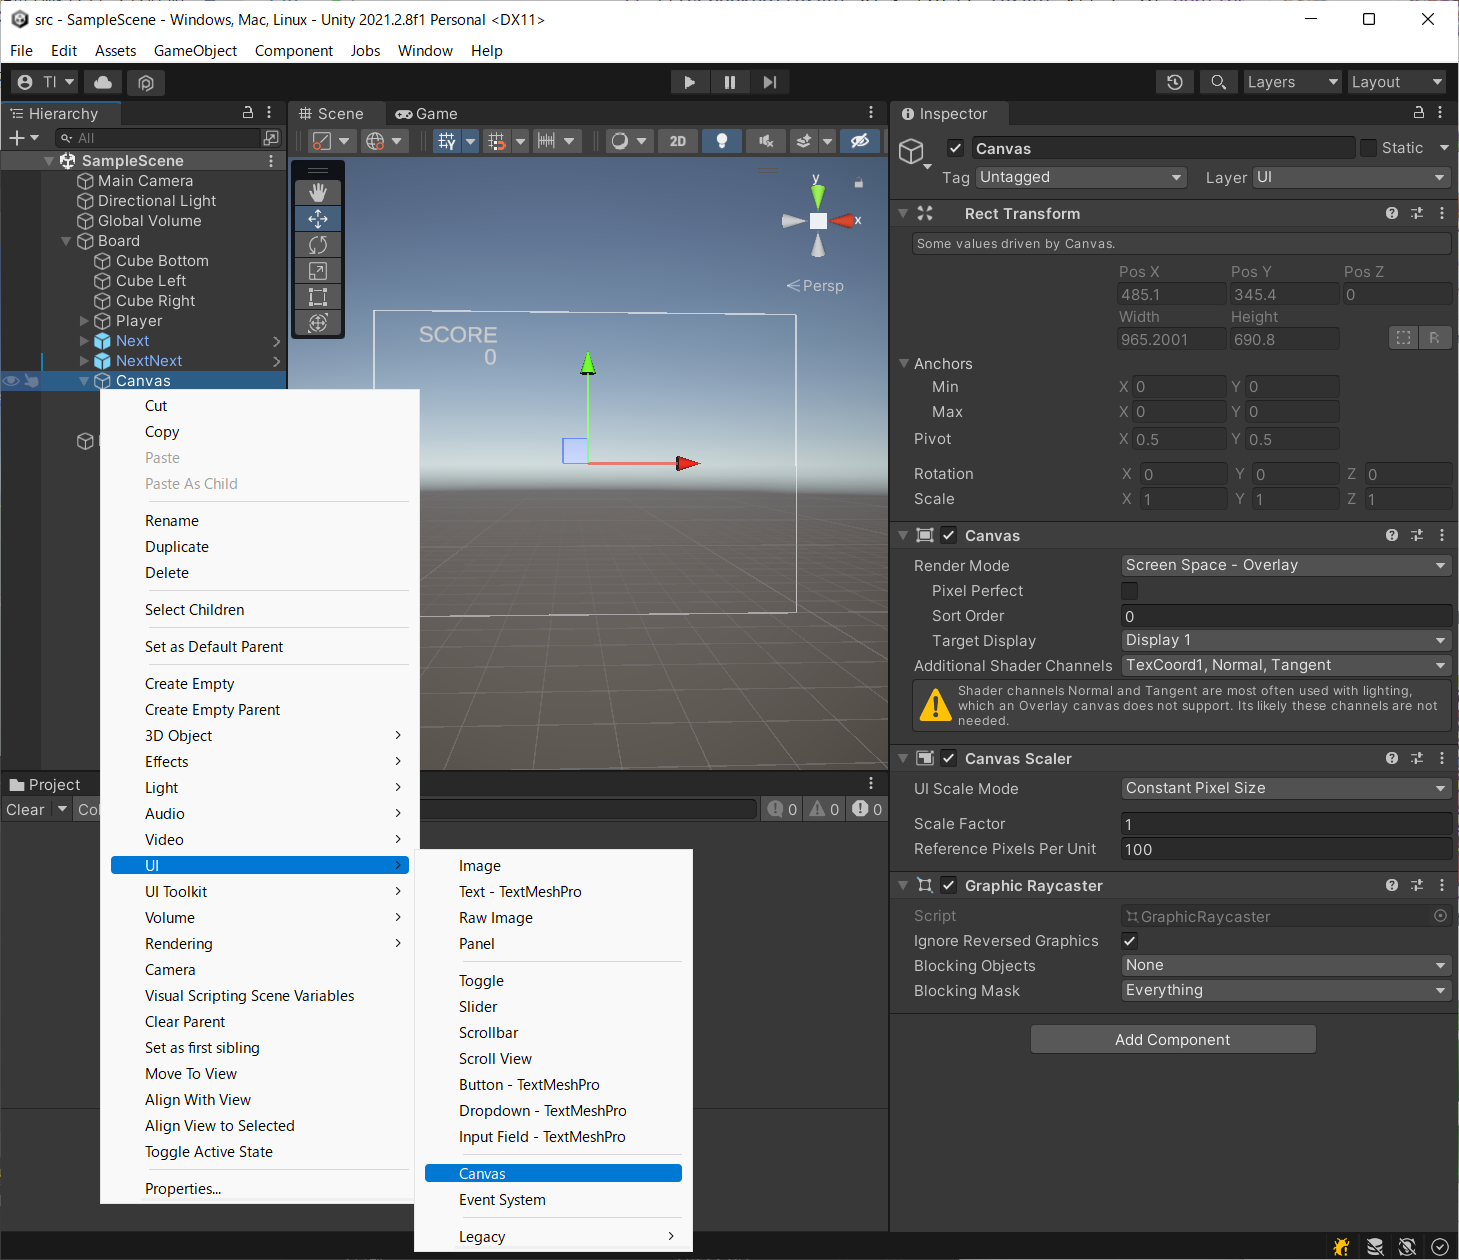 src - SampleScene - Windows, Mac, Linux - Unity 2021.2.8f1 Personal <DX11>
File Edit Assets GameObject Component Jobs Window Help
TI Layers Layout
Hierarchy
All
SampleScene
Main Camera
Directional Light
Global Volume
Board
Cube Bottom
Cube Left
Cube Right
Player
Next
NextNext
Canvas
Cut
Copy
Paste
Paste As Child
Rename
Duplicate
Delete
Select Children
Set as Default Parent
Create Empty
Create Empty Parent
3D Object
Effects
Light
Audio
Video
UI
UI Toolkit
Volume
Rendering
Camera
Visual Scripting Scene Variables
Clear Parent
Set as first sibling
Move To View
Align With View
Align View to Selected
Toggle Active State
Properties...
Image
Text - TextMeshPro
Raw Image
Panel
Toggle
Slider
Scrollbar
Scroll View
Button - TextMeshPro
Dropdown - TextMeshPro
Input Field - TextMeshPro
Canvas
Event System
Legacy
Scene Game
2D
y
x
Persp
SCORE
0
Project
Clear
0 0 0
Inspector
Canvas Static
Tag Untagged Layer UI
Rect Transform
Some values driven by Canvas.
Pos X Pos Y Pos Z
485.1 345.4 0
Width Height
965.2001 690.8
R
Anchors
Min X 0 Y 0
Max X 0 Y 0
Pivot X 0.5 Y 0.5
Rotation X 0 Y 0 Z 0
Scale X 1 Y 1 Z 1
Canvas
Render Mode Screen Space - Overlay
Pixel Perfect
Sort Order 0
Target Display Display 1
Additional Shader Channels TexCoord1, Normal, Tangent
Shader channels Normal and Tangent are most often used with lighting,
which an Overlay canvas does not support. Its likely these channels are not
needed.
Canvas Scaler
UI Scale Mode Constant Pixel Size
Scale Factor 1
Reference Pixels Per Unit 100
Graphic Raycaster
Script GraphicRaycaster
Ignore Reversed Graphics
Blocking Objects None
Blocking Mask Everything
Add Component